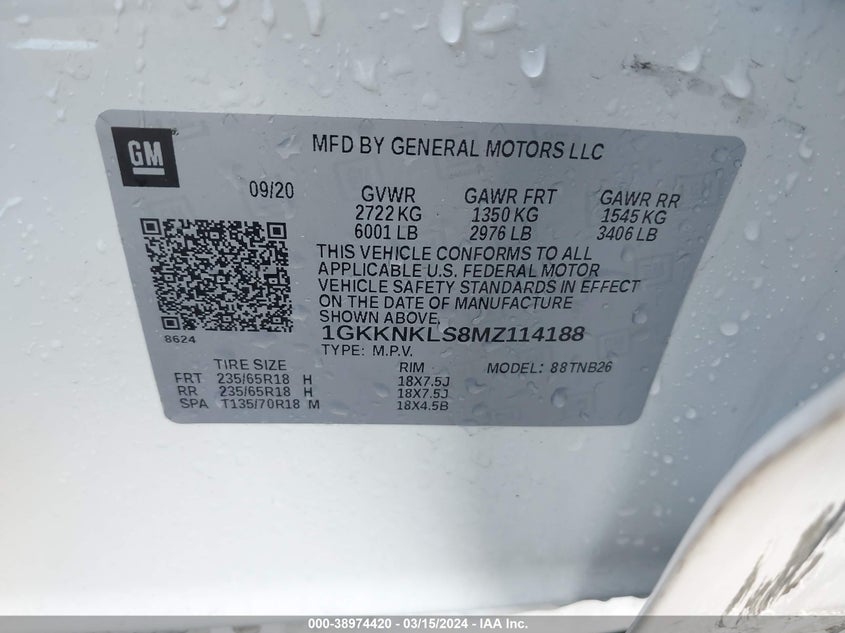 GM
MFD BY GENERAL MOTORS LLC
09/20 GVWR GAWR FRT GAWR RR
2722 KG 1350 KG 1545 KG
6001 LB 2976 LB 3406 LB
THIS VEHICLE CONFORMS TO ALL
APPLICABLE U.S. FEDERAL MOTOR
VEHICLE SAFETY STANDARDS IN EFFECT
ON THE DATE OF MANUFACTURE
SHOWN ABOVE.
8624 1GKKNKLS8MZ114188
TYPE: M.P.V.
TIRE SIZE RIM MODEL: 88TNB26
FRT 235/65R18 H 18X7.5J
RR 235/65R18 H 18X7.5J
SPA T135/70R18 M 18X4.5B
000-38974420 - 03/15/2024 - IAA Inc.